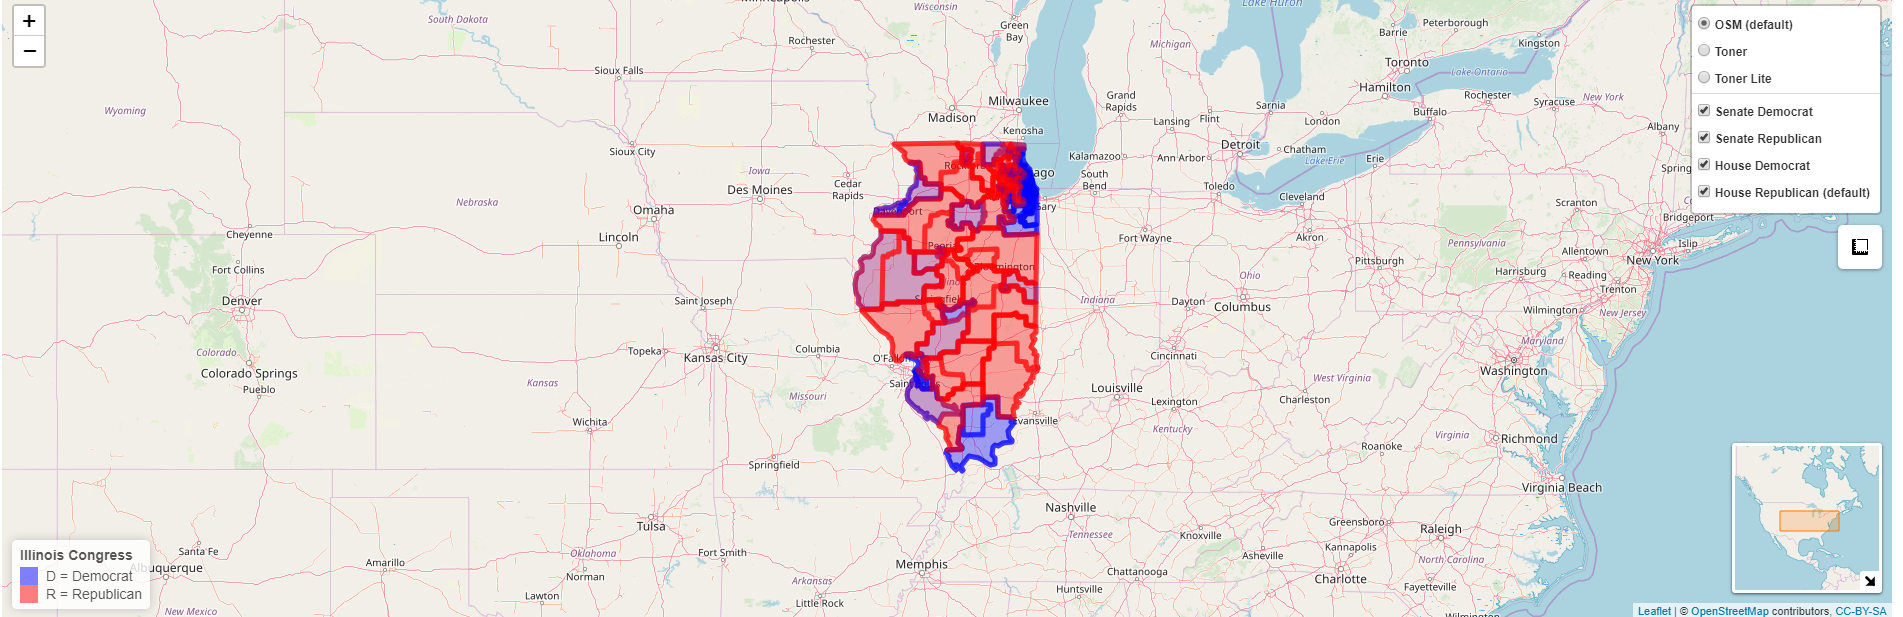 +
−
South Dakota
Wisconsin
Lake Huron
Green
Bay
Rochester
Michigan
Peterborough
Barrie
Kingston
Toronto
Sioux Falls
Lake Ontario
Hamilton
Wyoming
Milwaukee
Grand
Rapids
Sarnia
Buffalo
Rochester
Syracuse
New York
Madison
Lansing
Flint
London
Albany
Kenosha
Sioux City
Kalamazoo
Ann Arbor
Detroit
Chatham
Lake Erie
Erie
Iowa
Cedar
Rapids
Des Moines
South
Bend
Toledo
Cleveland
Nebraska
Omaha
Scranton
Bridgeport
Cheyenne
Lincoln
Fort Wayne
Akron
Pennsylvania
Allentown
Islip
New York
Fort Collins
Pittsburgh
Harrisburg
Reading
Trenton
Denver
Saint Joseph
Indiana
Dayton
Ohio
Columbus
Wilmington
New Jersey
Colorado
Topeka
Kansas City
Columbia
Cincinnati
Maryland
Colorado Springs
Pueblo
Kansas
Missouri
Louisville
West Virginia
Washington
Lexington
Charleston
Wichita
Kentucky
Evansville
Roanoke
Virginia
Richmond
Springfield
Virginia Beach
Nashville
Tulsa
Tennessee
Knoxville
Greensboro
Raleigh
Santa Fe
Albuquerque
Amarillo
Oklahoma
Norman
Fort Smith
Memphis
Chattanooga
Asheville
Kannapolis
Charlotte
North Carolina
Fayetteville
Lawton
Arkansas
Little Rock
Huntsville
Wilmington
New Mexico
OSM (default)
Toner
Toner Lite
Senate Democrat
Senate Republican
House Democrat
House Republican (default)
Illinois Congress
D = Democrat
R = Republican
Leaflet | © OpenStreetMap contributors, CC-BY-SA